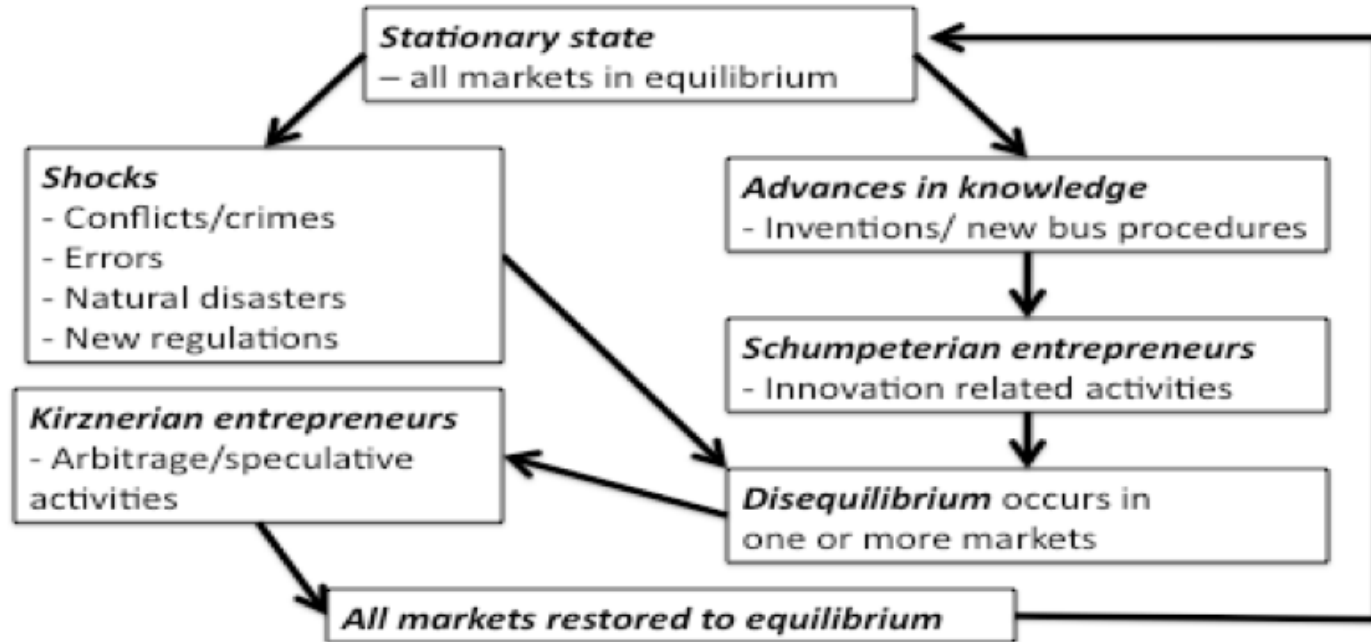 Stationary state
– all markets in equilibrium
Shocks
- Conflicts/crimes
- Errors
- Natural disasters
- New regulations
Advances in knowledge
- Inventions/ new bus procedures
Schumpeterian entrepreneurs
- Innovation related activities
Kirznerian entrepreneurs
- Arbitrage/speculative
activities
Disequilibrium occurs in
one or more markets
All markets restored to equilibrium